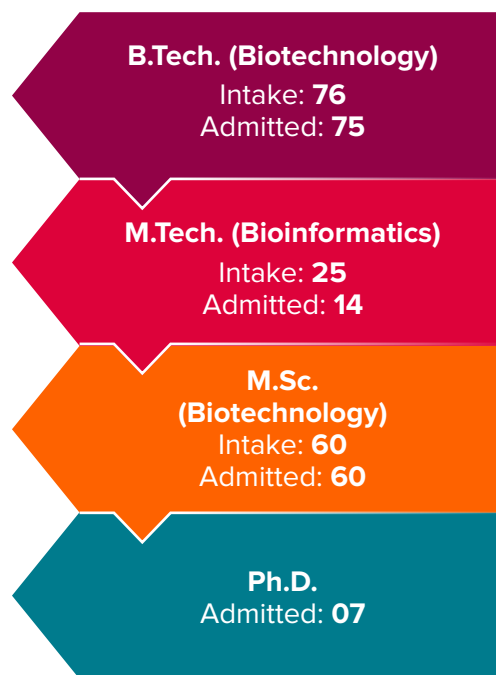 B.Tech. (Biotechnology)
Intake: 76
Admitted: 75
M.Tech. (Bioinformatics)
Intake: 25
Admitted: 14
M.Sc.
(Biotechnology)
Intake: 60
Admitted: 60
Ph.D.
Admitted: 07